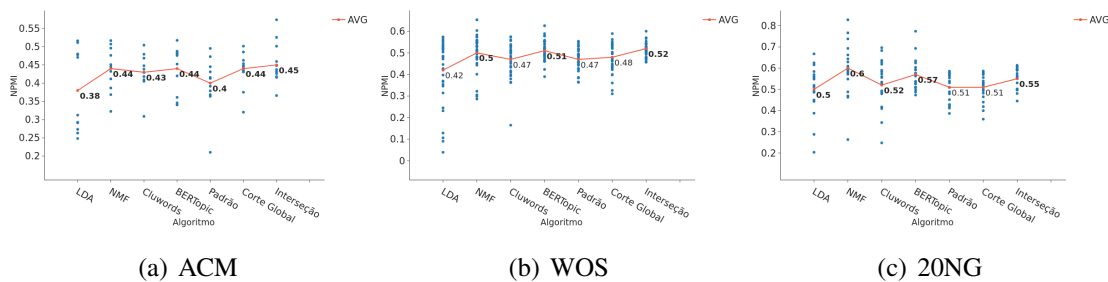 AVG
0.55
0.5
0.45
0.4
0.35
0.3
0.25
0.2
NPMI
0.38
0.44
0.43
0.44
0.4
0.44
0.45
LDA
NMF
Cluwords
BERTopic
Padrão
Corte Global
Interseção
Algoritmo
(a) ACM
AVG
0.6
0.5
0.4
0.3
0.2
0.1
0
NPMI
0.42
0.5
0.47
0.51
0.47
0.48
0.52
LDA
NMF
Cluwords
BERTopic
Padrão
Corte Global
Interseção
Algoritmo
(b) WOS
AVG
0.8
0.7
0.6
0.5
0.4
0.3
0.2
NPMI
0.5
0.6
0.52
0.57
0.51
0.51
0.55
LDA
NMF
Cluwords
BERTopic
Padrão
Corte Global
Interseção
Algoritmo
(c) 20NG